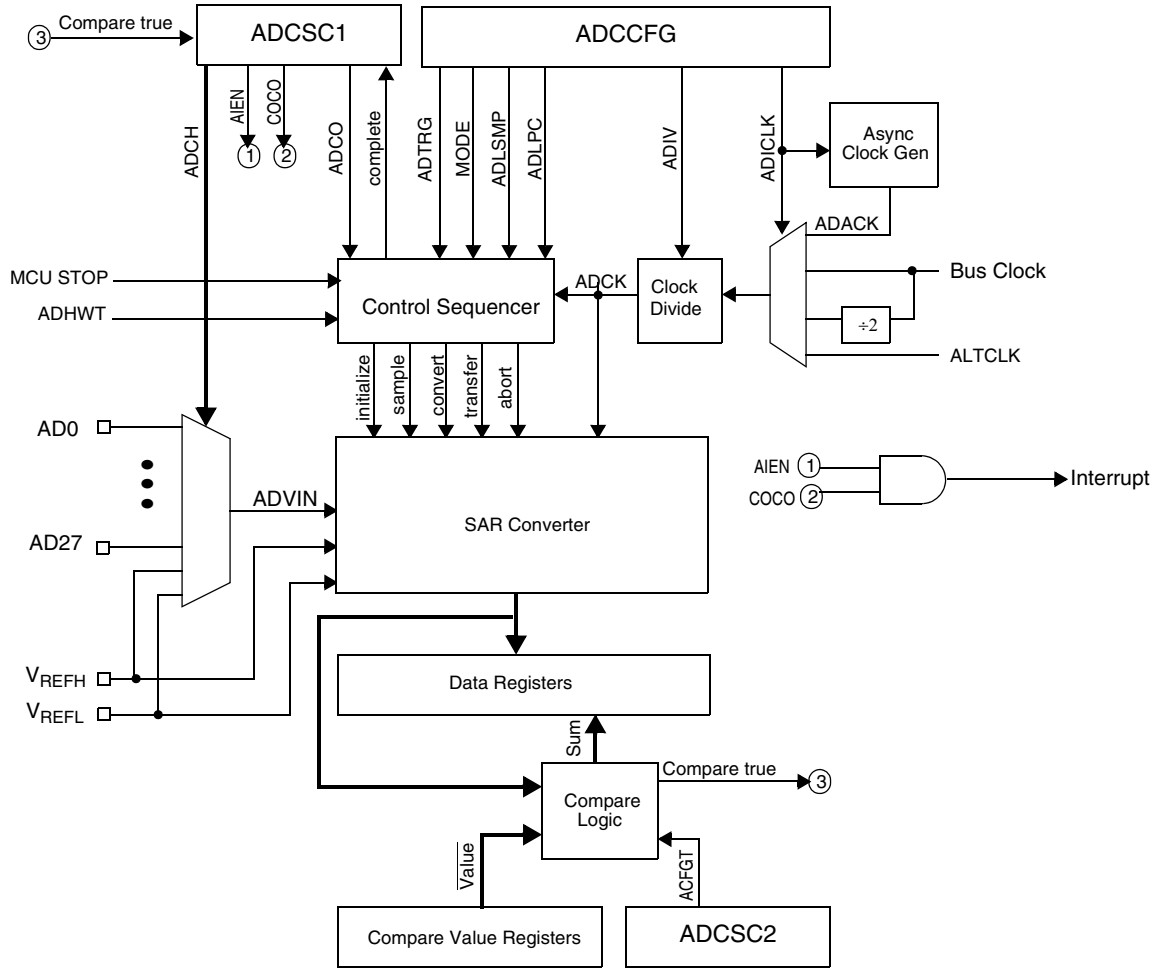 3 Compare true
ADCSC1
ADCCFG
ADCH
AIEN
COCO
1
2
ADCO
complete
ADTRG
MODE
ADLSMP
ADLPC
ADIV
ADICLK
Async
Clock Gen
ADACK
MCU STOP
ADHWT
Control Sequencer
ADCK
Clock
Divide
Bus Clock
÷2
ALTCLK
initialize
sample
convert
transfer
abort
AD0
AD27
ADVIN
SAR Converter
AIEN 1
COCO 2
Interrupt
VREFH
VREFL
Data Registers
Sum
Compare true 3
Compare
Logic
Value
ACFGT
Compare Value Registers
ADCSC2